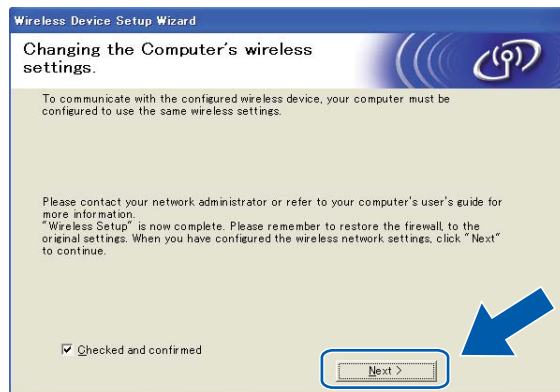 Wireless Device Setup Wizard
Changing the Computer's wireless
settings.
To communicate with the configured wireless device, your computer must be
configured to use the same wireless settings.
Please contact your network administrator or refer to your computer's user's guide for
more information.
"Wireless Setup" is now complete. Please remember to restore the firewall, to the
original settings. When you have configured the wireless network settings, click "Next"
to continue.
Checked and confirmed
Next >